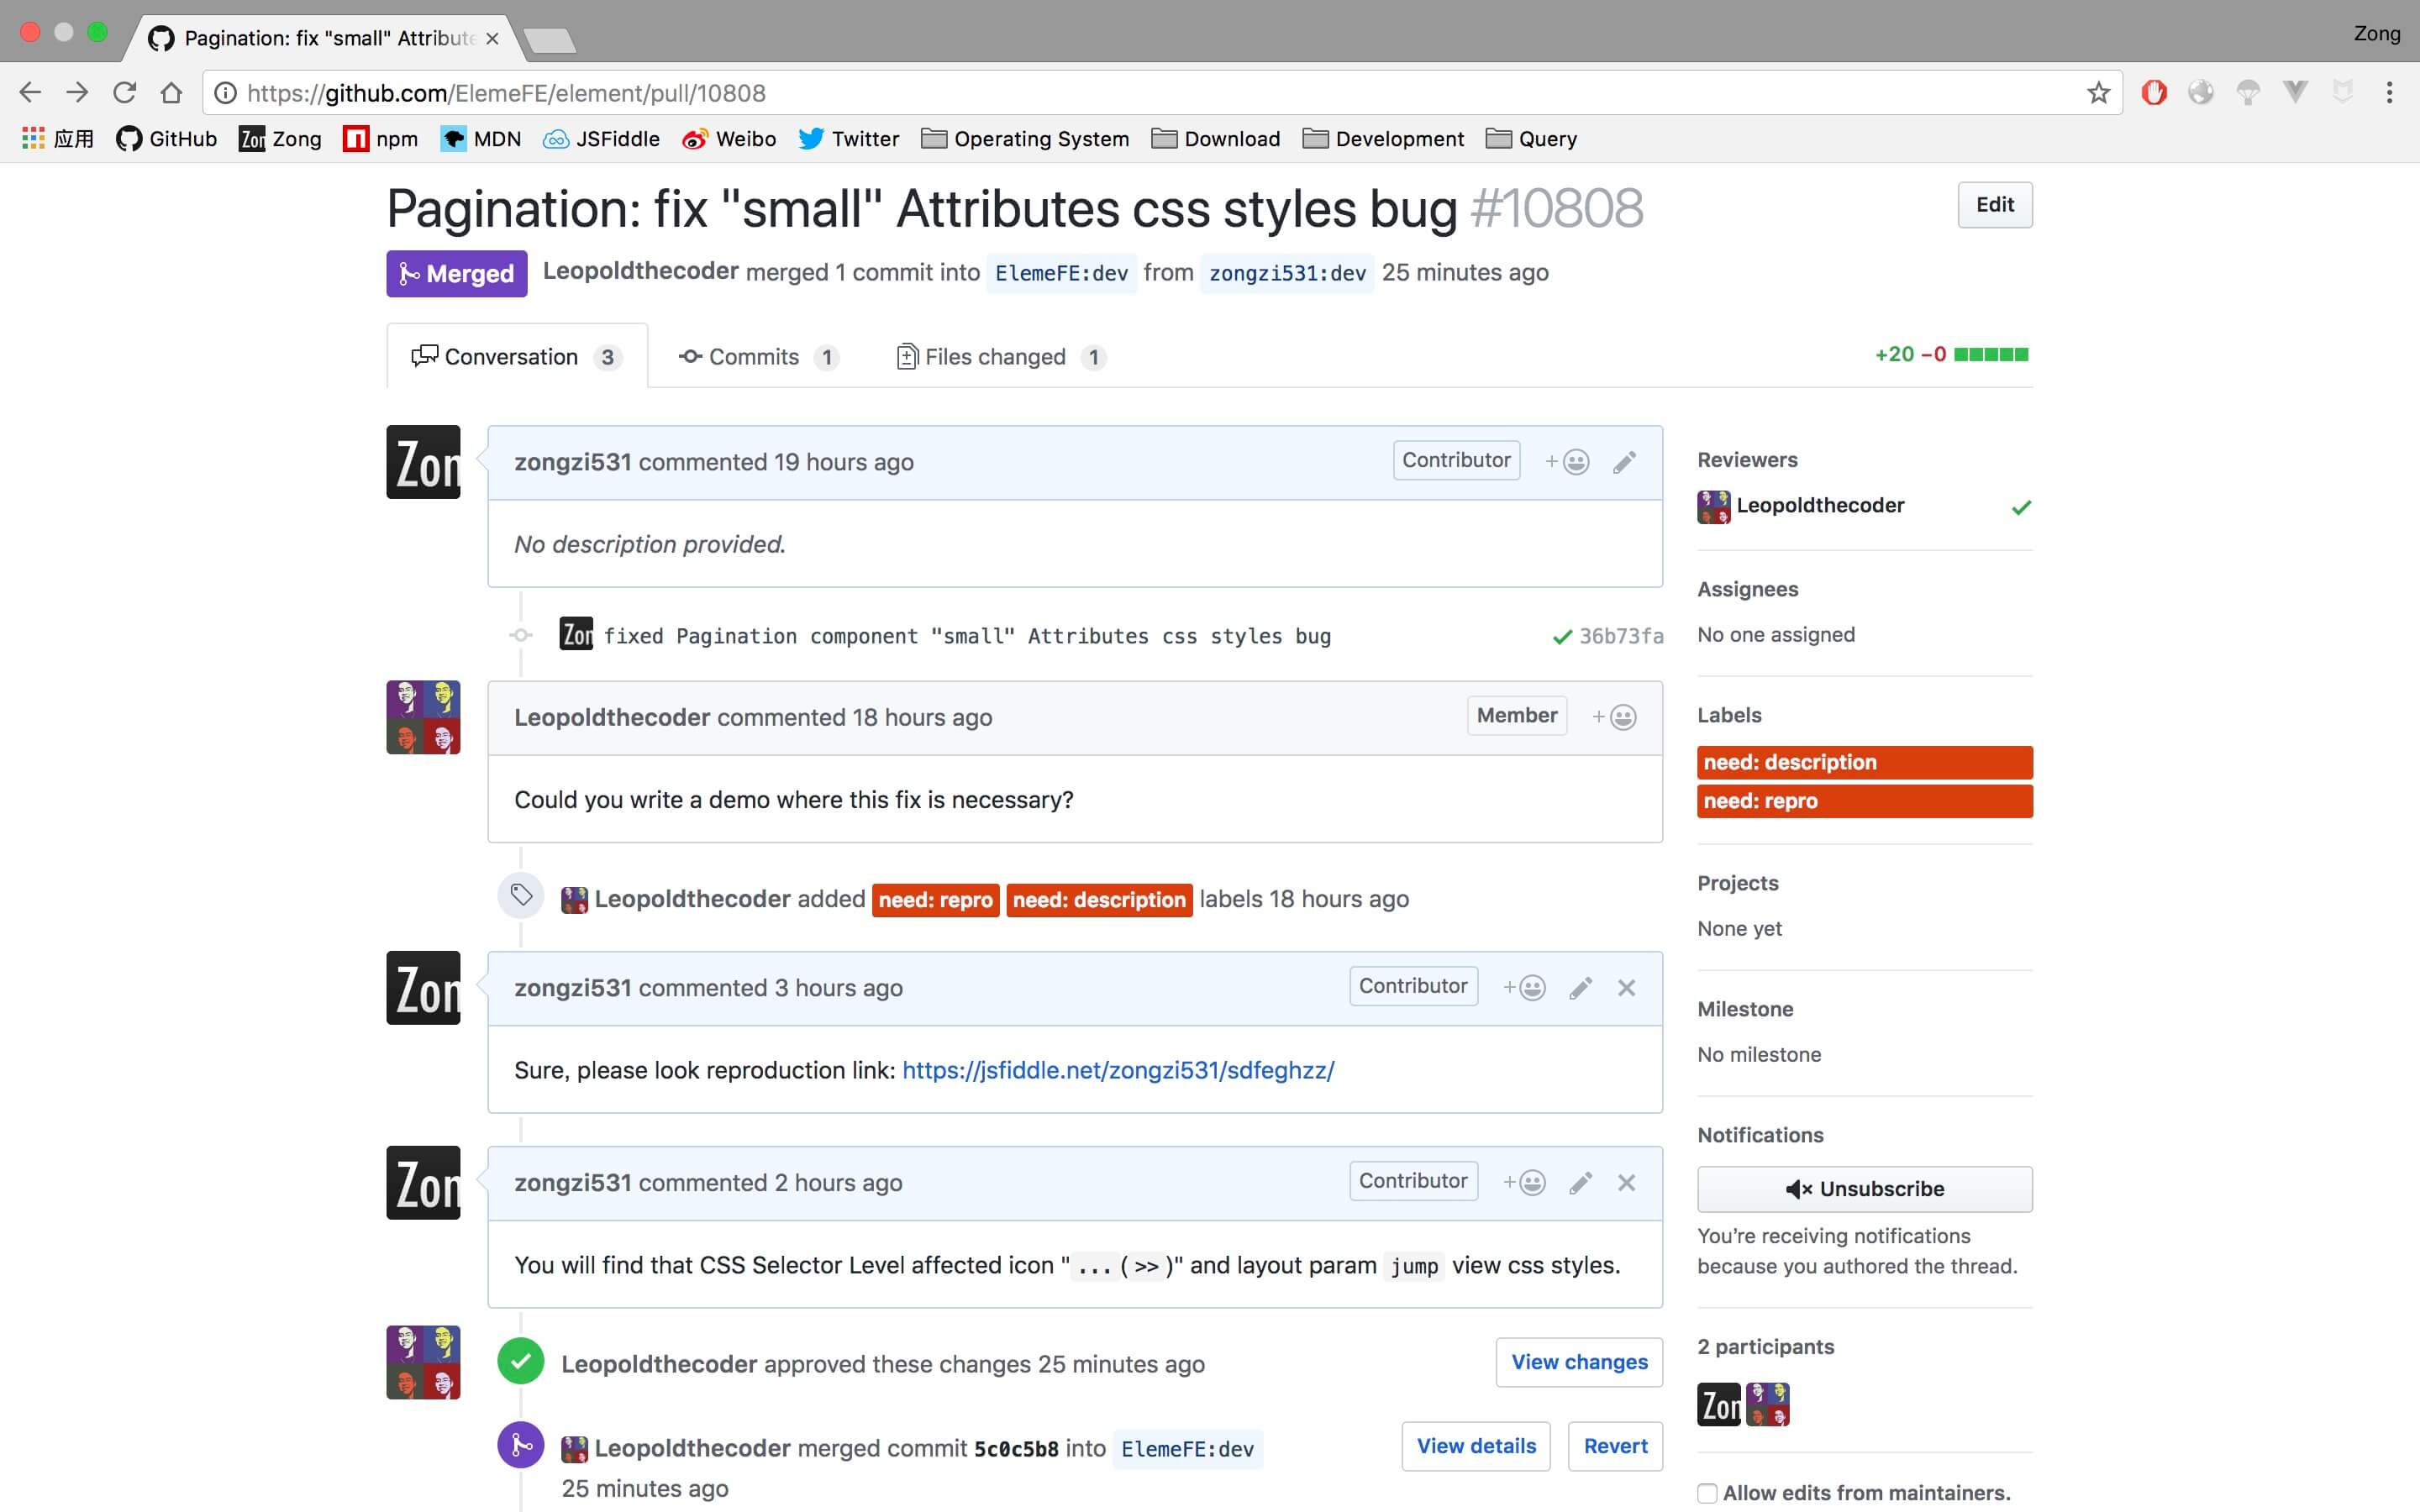 Pagination: fix "small" Attribute
Zong
https://github.com/ElemeFE/element/pull/10808
应用 GitHub Zong npm MDN JSFiddle Weibo Twitter Operating System Download Development Query
Pagination: fix "small" Attributes css styles bug #10808
Edit
Merged Leopoldthecoder merged 1 commit into ElemeFE:dev from zongzi531:dev 25 minutes ago
Conversation 3 Commits 1 Files changed 1
+20 −0
Zon
zongzi531 commented 19 hours ago
Contributor
No description provided.
Zon fixed Pagination component "small" Attributes css styles bug
36b73fa
Leopoldthecoder commented 18 hours ago
Member
Could you write a demo where this fix is necessary?
Leopoldthecoder added need: repro need: description labels 18 hours ago
Zon
zongzi531 commented 3 hours ago
Contributor
Sure, please look reproduction link: https://jsfiddle.net/zongzi531/sdfeghzz/
Zon
zongzi531 commented 2 hours ago
Contributor
You will find that CSS Selector Level affected icon "...(>>)" and layout param jump view css styles.
Leopoldthecoder approved these changes 25 minutes ago
View changes
Leopoldthecoder merged commit 5c0c5b8 into ElemeFE:dev
25 minutes ago
View details
Revert
Reviewers
Leopoldthecoder
Assignees
No one assigned
Labels
need: description
need: repro
Projects
None yet
Milestone
No milestone
Notifications
Unsubscribe
You’re receiving notifications
because you authored the thread.
2 participants
Zon
Allow edits from maintainers.